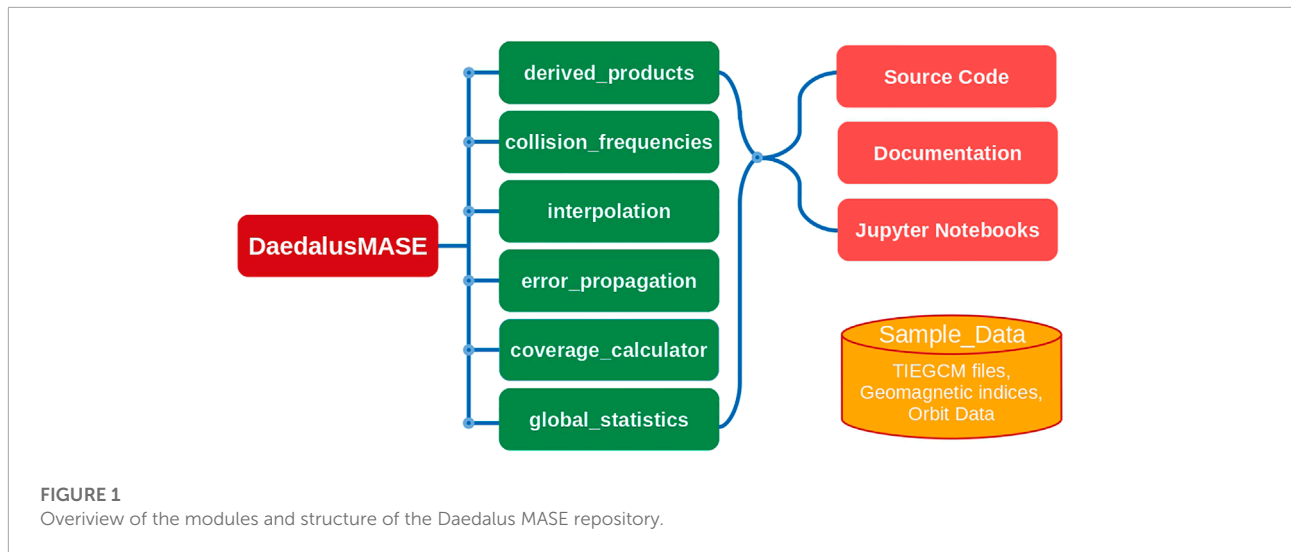 DaedalusMASE
derived_products
collision_frequencies
interpolation
error_propagation
coverage_calculator
global_statistics
Source Code
Documentation
Jupyter Notebooks
Sample_Data
TIEGCM files,
Geomagnetic indices,
Orbit Data
FIGURE 1
Overiview of the modules and structure of the Daedalus MASE repository.